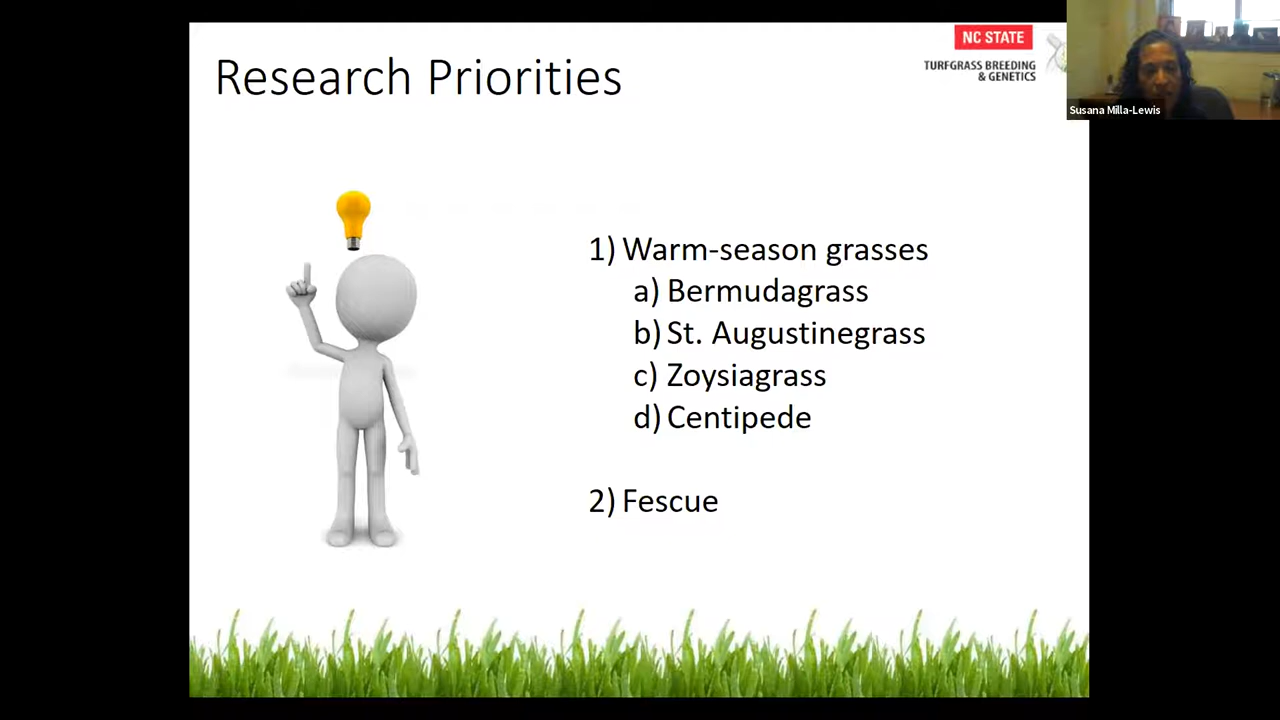 Research Priorities
NC STATE
TURFGRASS BREEDING
& GENETICS
Susana Milla-Lewis
1) Warm-season grasses
a) Bermudagrass
b) St. Augustinegrass
c) Zoysiagrass
d) Centipede
2) Fescue